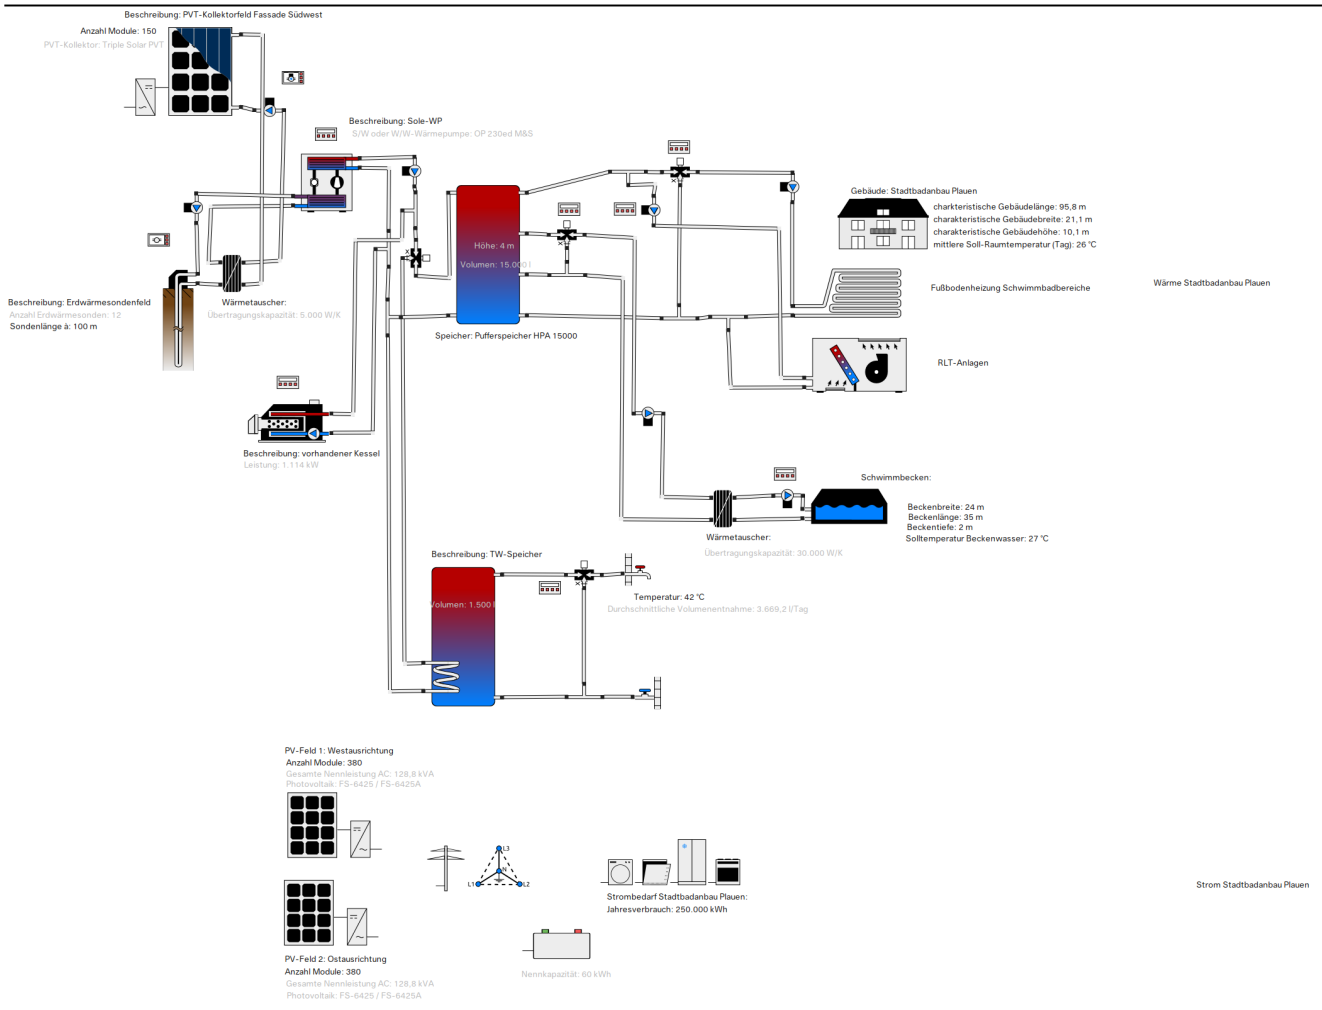 Beschreibung: PVT-Kollektorfeld Fassade Südwest
Anzahl Module: 150
PVT-Kollektor: Triple Solar PVT
Beschreibung: Sole-WP
S/W oder W/W-Wärmepumpe: OP 230ed M&S
Gebäude: Stadtbadanbau Plauen
charkteristische Gebäudelänge: 95,8 m
charakteristische Gebäudebreite: 21,1 m
charakteristische Gebäudehöhe: 10,1 m
mittlere Soll-Raumtemperatur (Tag): 26 °C
Höhe: 4 m
Volumen: 15.000 l
Wärme Stadtbadanbau Plauen
Fußbodenheizung Schwimmbadbereiche
Beschreibung: Erdwärmesondenfeld
Anzahl Erdwärmesonden: 12
Sondenlänge à: 100 m
Wärmetauscher:
Übertragungskapazität: 5.000 W/K
Speicher: Pufferspeicher HPA 15000
RLT-Anlagen
Beschreibung: vorhandener Kessel
Leistung: 1.114 kW
Schwimmbecken:
Beckenbreite: 24 m
Beckenlänge: 35 m
Beckentiefe: 2 m
Solltemperatur Beckenwasser: 27 °C
Wärmetauscher:
Übertragungskapazität: 30.000 W/K
Beschreibung: TW-Speicher
Volumen: 1.500 l
Temperatur: 42 °C
Durchschnittliche Volumenentnahme: 3.669,2 l/Tag
PV-Feld 1: Westausrichtung
Anzahl Module: 380
Gesamte Nennleistung AC: 128,8 kVA
Photovoltaik: FS-6425 / FS-6425A
L3
N
L1
L2
Strombedarf Stadtbadanbau Plauen:
Jahresverbrauch: 250.000 kWh
Strom Stadtbadanbau Plauen
PV-Feld 2: Ostausrichtung
Anzahl Module: 380
Gesamte Nennleistung AC: 128,8 kVA
Photovoltaik: FS-6425 / FS-6425A
Nennkapazität: 60 kWh